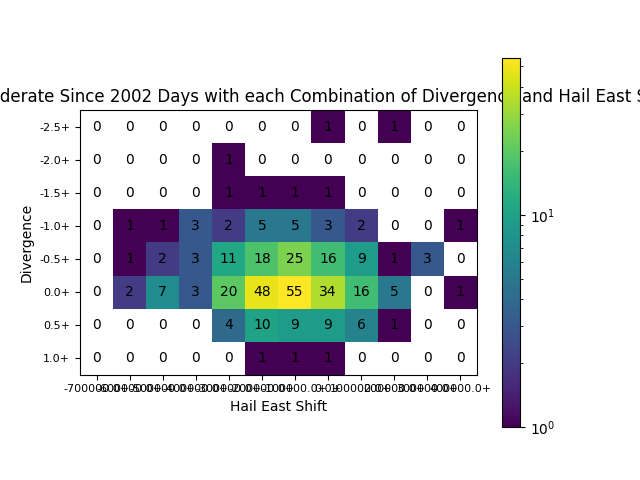 derate Since 2002 Days with each Combination of Divergence and Hail East S
-2.5+ 0 0 0 0 0 0 0 1 0 1 0 0
-2.0+ 0 0 0 0 1 0 0 0 0 0 0 0
-1.5+ 0 0 0 0 1 1 1 1 0 0 0 0
-1.0+ 0 1 1 3 2 5 5 3 2 0 0 1
-0.5+ 0 1 2 3 11 18 25 16 9 1 3 0
0.0+ 0 2 7 3 20 48 55 34 16 5 0 1
0.5+ 0 0 0 0 4 10 9 9 6 1 0 0
1.0+ 0 0 0 0 0 1 1 1 0 0 0 0
Divergence
Hail East Shift
10¹
10⁰